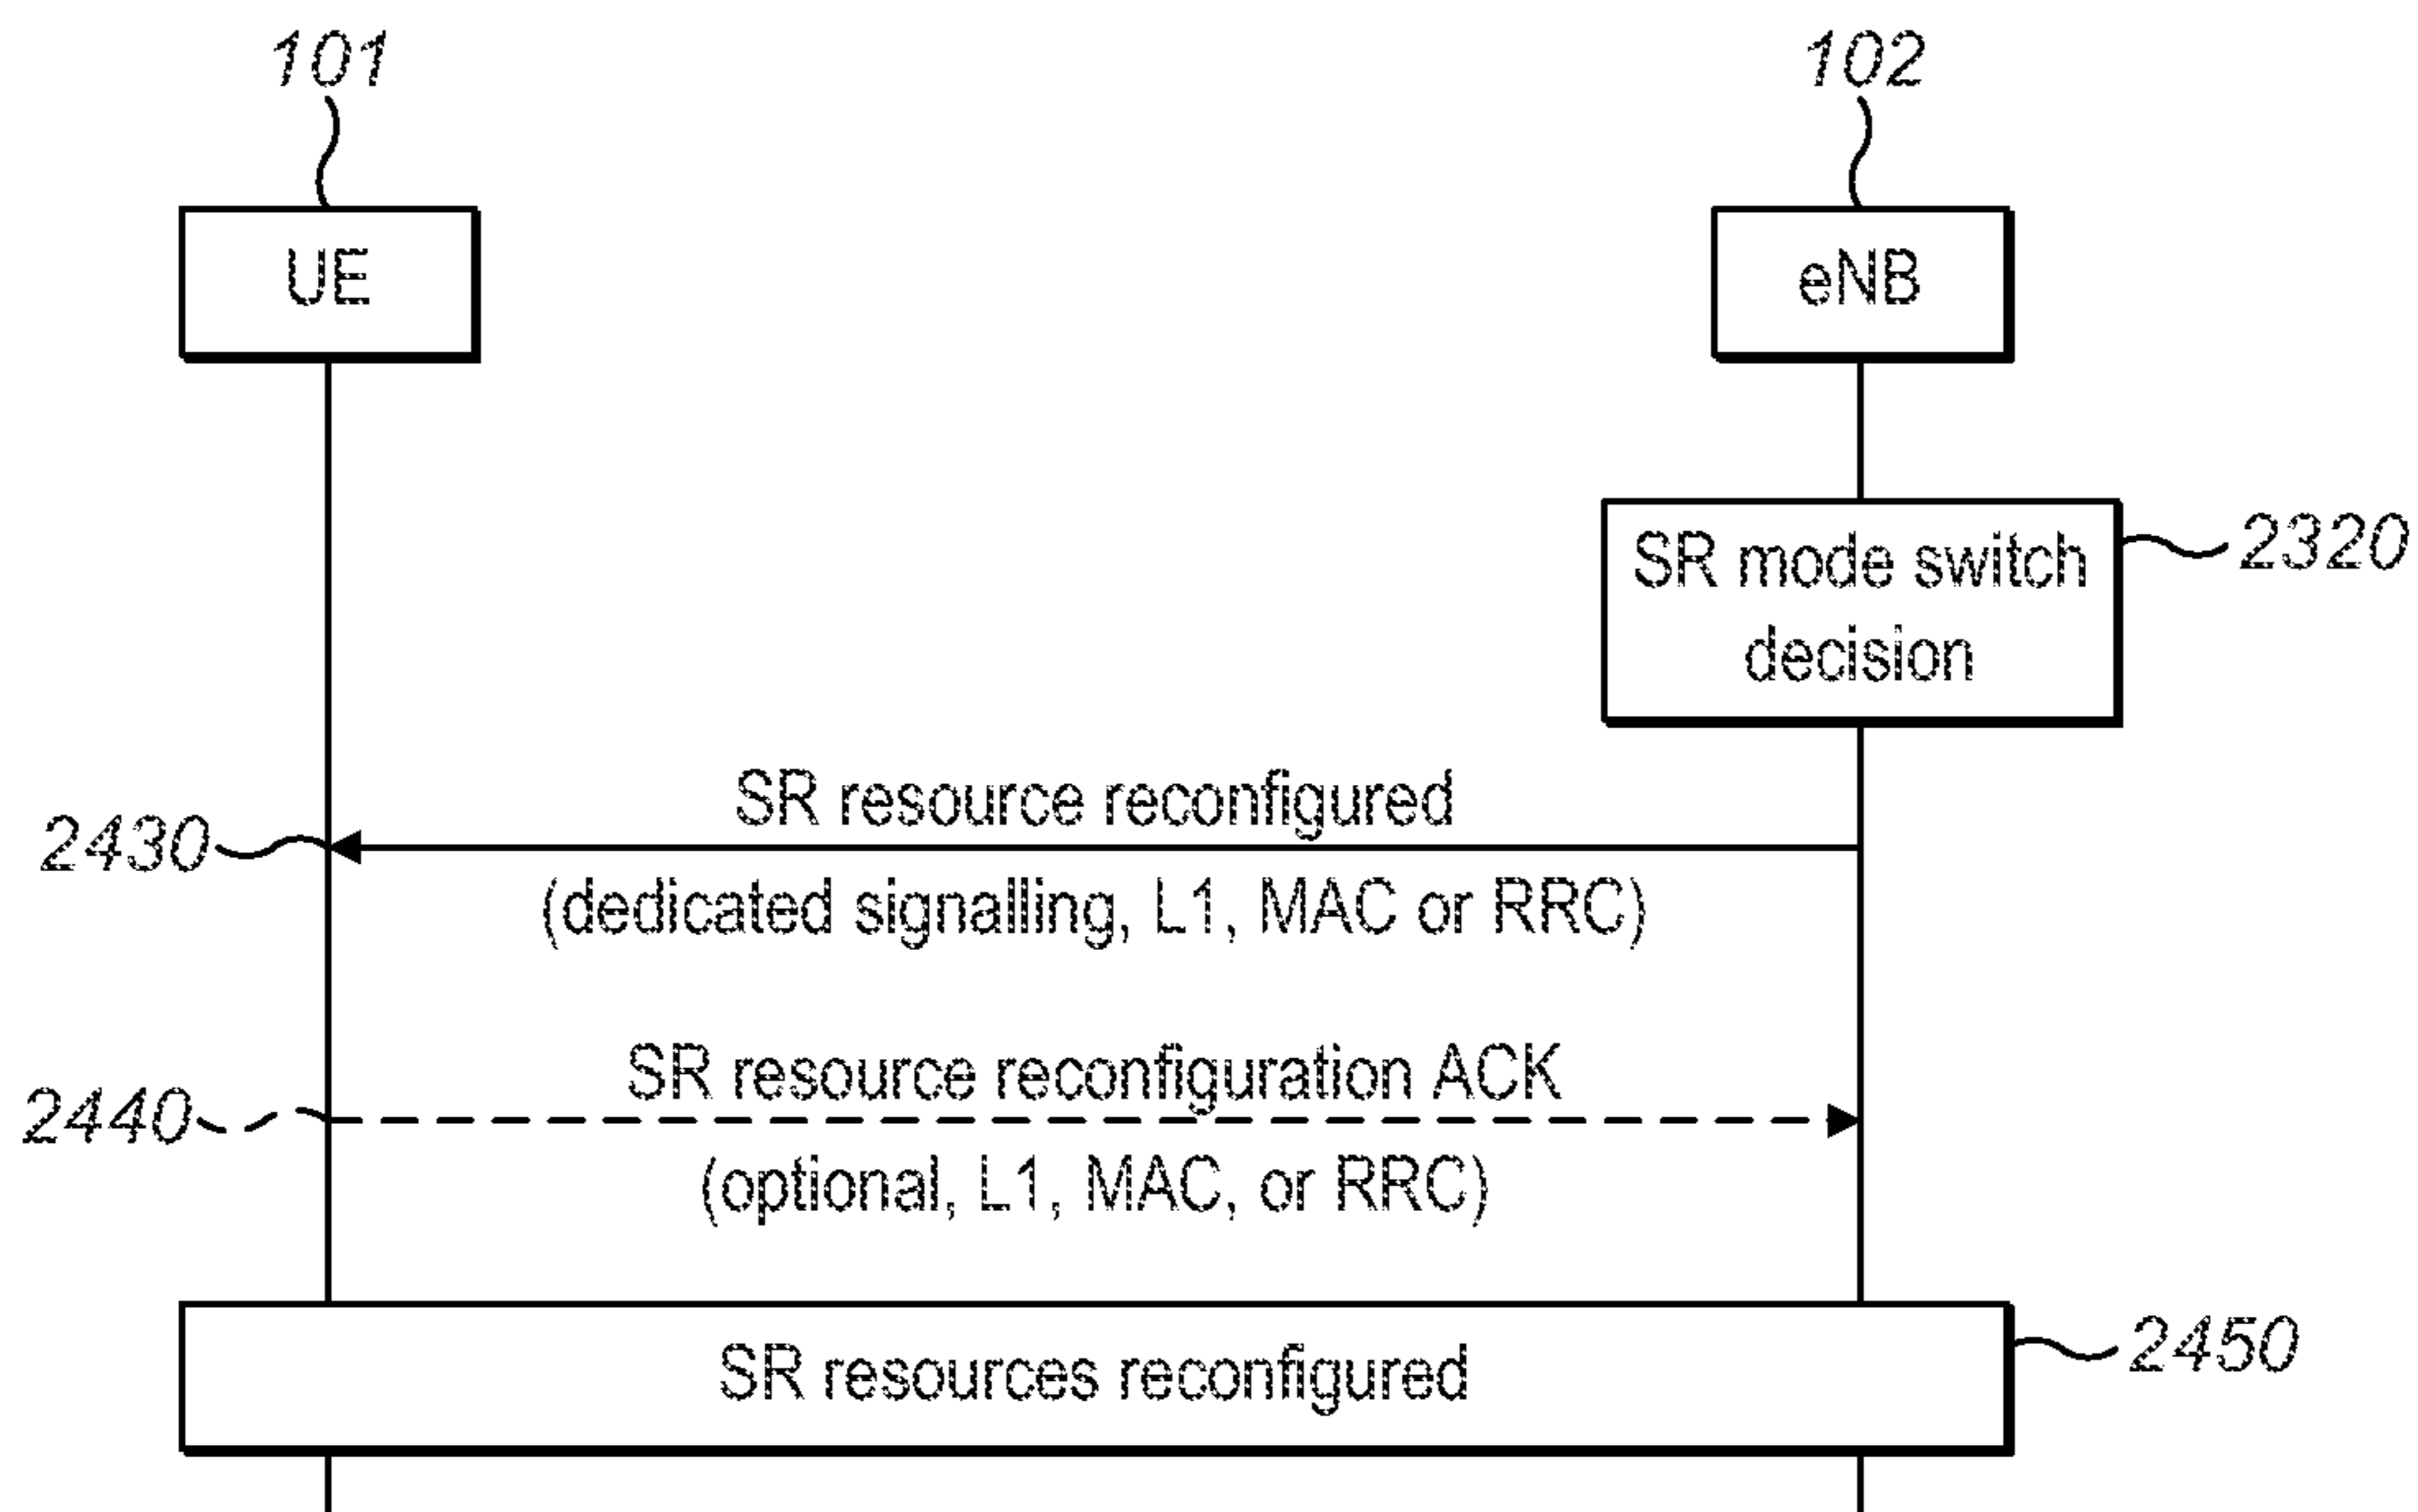 101
102
UE
eNB
SR mode switch
decision
2320
SR resource reconfigured
2430
(dedicated signalling, L1, MAC or RRC)
SR resource reconfiguration ACK
2440
(optional, L1, MAC, or RRC)
SR resources reconfigured
2450